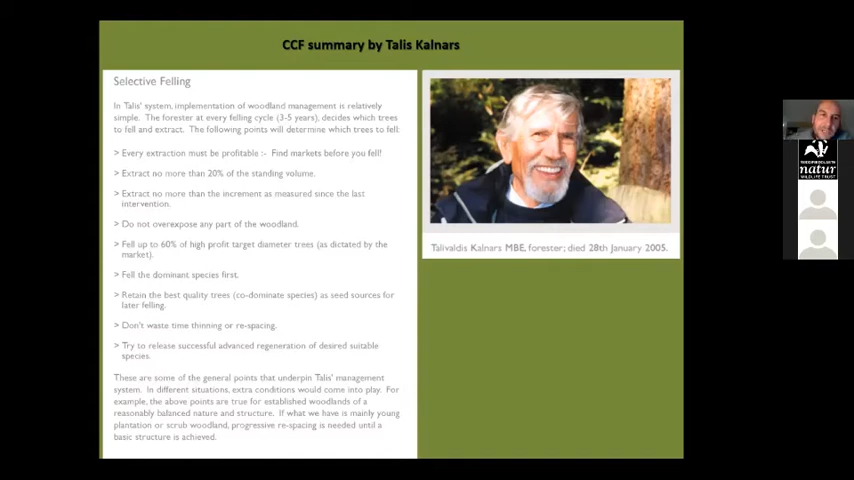 CCF summary by Talis Kalnars
Selective Felling
In Talis' system, implementation of woodland management is relatively
simple. The forester at every felling cycle (3-5 years), decides which trees
to fell and extract. The following points will determine which trees to fell:
> Every extraction must be profitable :- Find markets before you fell!
> Extract no more than 20% of the standing volume.
> Extract no more than the increment as measured since the last
intervention.
> Do not overexpose any part of the woodland.
> Fell up to 60% of high profit target diameter trees (as dictated by the
market).
> Fell the dominant species first.
> Retain the best quality trees (co-dominate species) as seed sources for
later felling.
> Don't waste time thinning or re-spacing.
> Try to release successful advanced regeneration of desired suitable
species.
These are some of the general points that underpin Talis' management
system. In different situations, extra conditions would come into play. For
example, the above points are true for established woodlands of a
reasonably balanced nature and structure. If what we have is mainly young
plantation or scrub woodland, progressive re-spacing is needed until a
basic structure is achieved.
Talivaldis Kalnars MBE, forester; died 28th January 2005.
natur
WILDLIFE TRUST